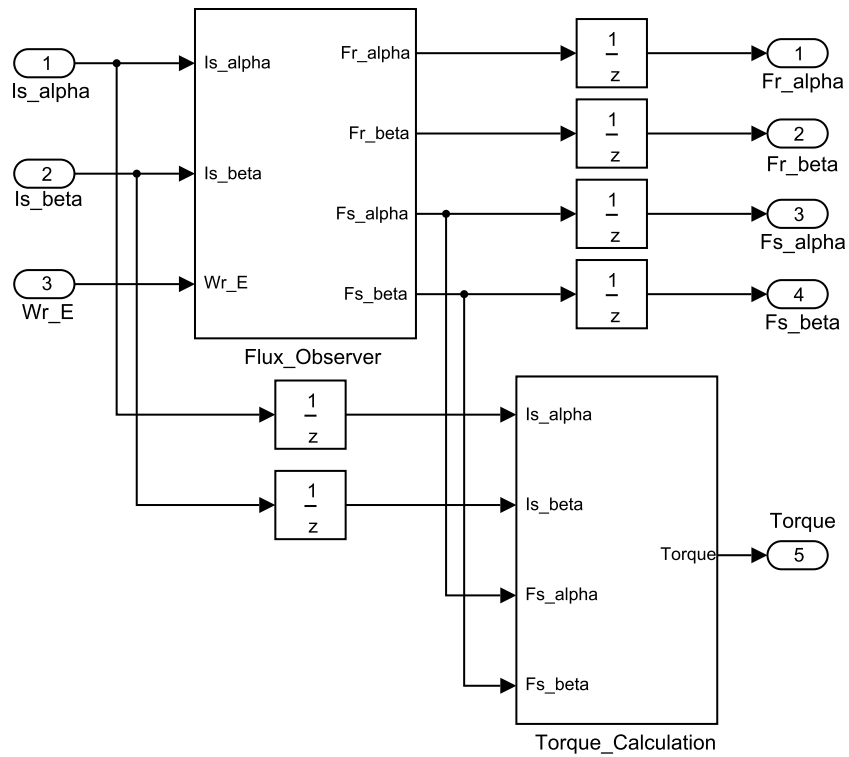 1
Is_alpha
2
Is_beta
3
Wr_E
Is_alpha
Is_beta
Wr_E
Fr_alpha
Fr_beta
Fs_alpha
Fs_beta
Flux_Observer
1
z
1
z
1
z
1
z
1
Fr_alpha
2
Fr_beta
3
Fs_alpha
4
Fs_beta
1
z
1
z
Is_alpha
Is_beta
Fs_alpha
Fs_beta
Torque
Torque_Calculation
Torque
5